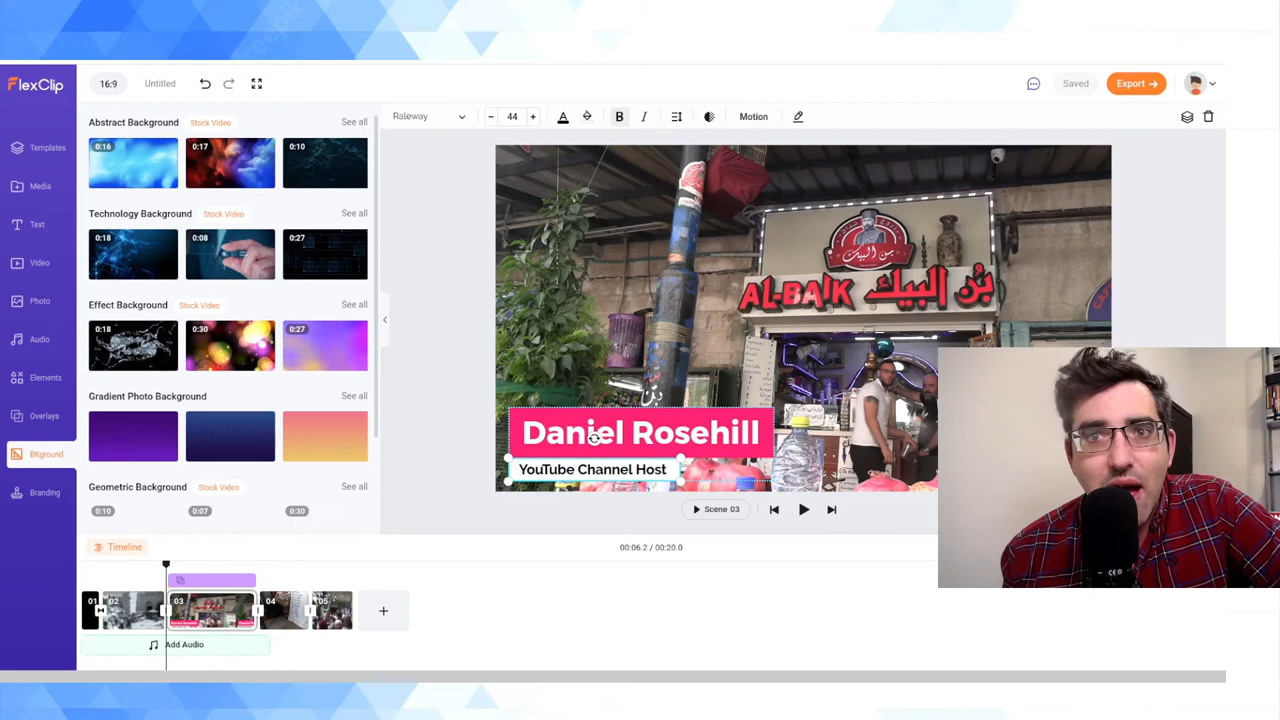 FlexClip
16:9
Untitled
Saved
Export →
Templates
Media
Text
Video
Photo
Audio
Elements
Overlays
BKground
Branding
Abstract Background
Stock Video
See all
0:16
0:17
0:10
Technology Background
Stock Video
See all
0:18
0:08
0:27
Effect Background
Stock Video
See all
0:18
0:30
0:27
Gradient Photo Background
See all
Geometric Background
Stock Video
See all
0:10
0:07
0:30
Raleway
− 44 +
A
B
I
Motion
بن البيك
AL-BAIK بُن البيك
Daniel Rosehill
YouTube Channel Host
Scene 03
Timeline
00:06.2 / 00:20.0
01
02
03
04
05
+
Add Audio
CE